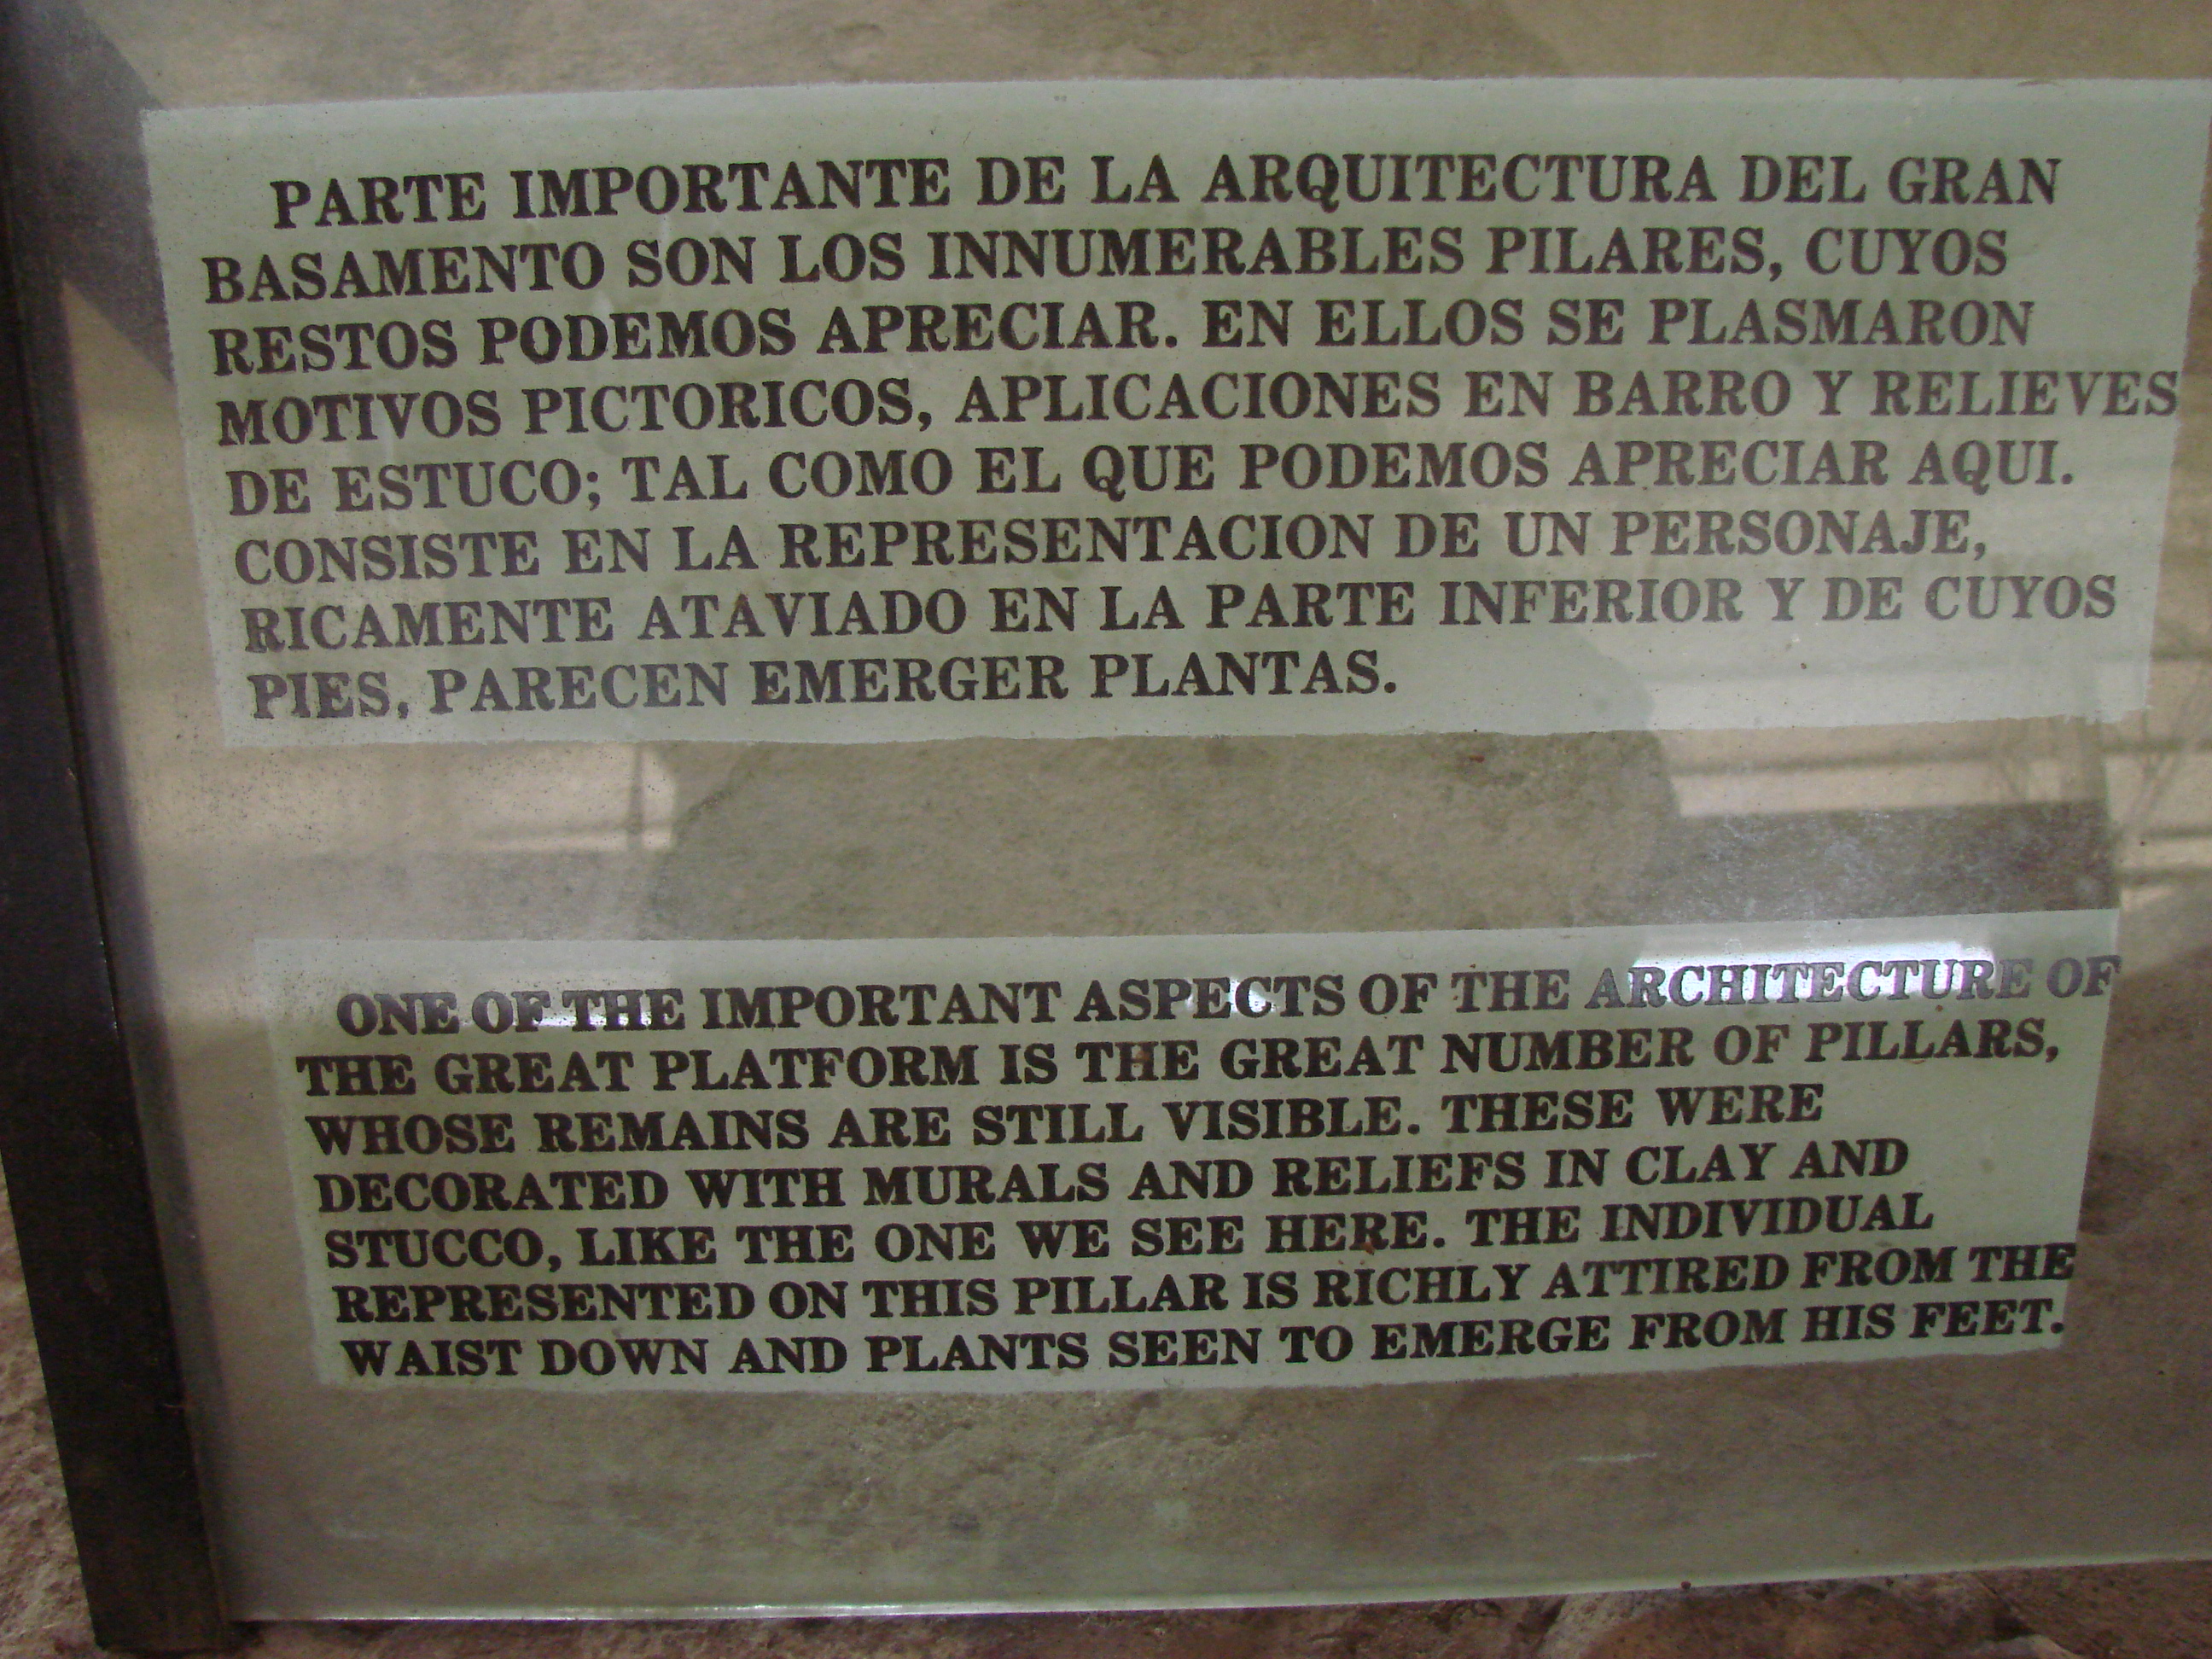 PARTE IMPORTANTE DE LA ARQUITECTURA DEL GRAN
BASAMENTO SON LOS INNUMERABLES PILARES, CUYOS
RESTOS PODEMOS APRECIAR. EN ELLOS SE PLASMARON
MOTIVOS PICTORICOS, APLICACIONES EN BARRO Y RELIEVES
DE ESTUCO; TAL COMO EL QUE PODEMOS APRECIAR AQUI.
CONSISTE EN LA REPRESENTACION DE UN PERSONAJE,
RICAMENTE ATAVIADO EN LA PARTE INFERIOR Y DE CUYOS
PIES, PARECEN EMERGER PLANTAS.
ONE OF THE IMPORTANT ASPECTS OF THE ARCHITECTURE OF
THE GREAT PLATFORM IS THE GREAT NUMBER OF PILLARS,
WHOSE REMAINS ARE STILL VISIBLE. THESE WERE
DECORATED WITH MURALS AND RELIEFS IN CLAY AND
STUCCO, LIKE THE ONE WE SEE HERE. THE INDIVIDUAL
REPRESENTED ON THIS PILLAR IS RICHLY ATTIRED FROM THE
WAIST DOWN AND PLANTS SEEN TO EMERGE FROM HIS FEET.